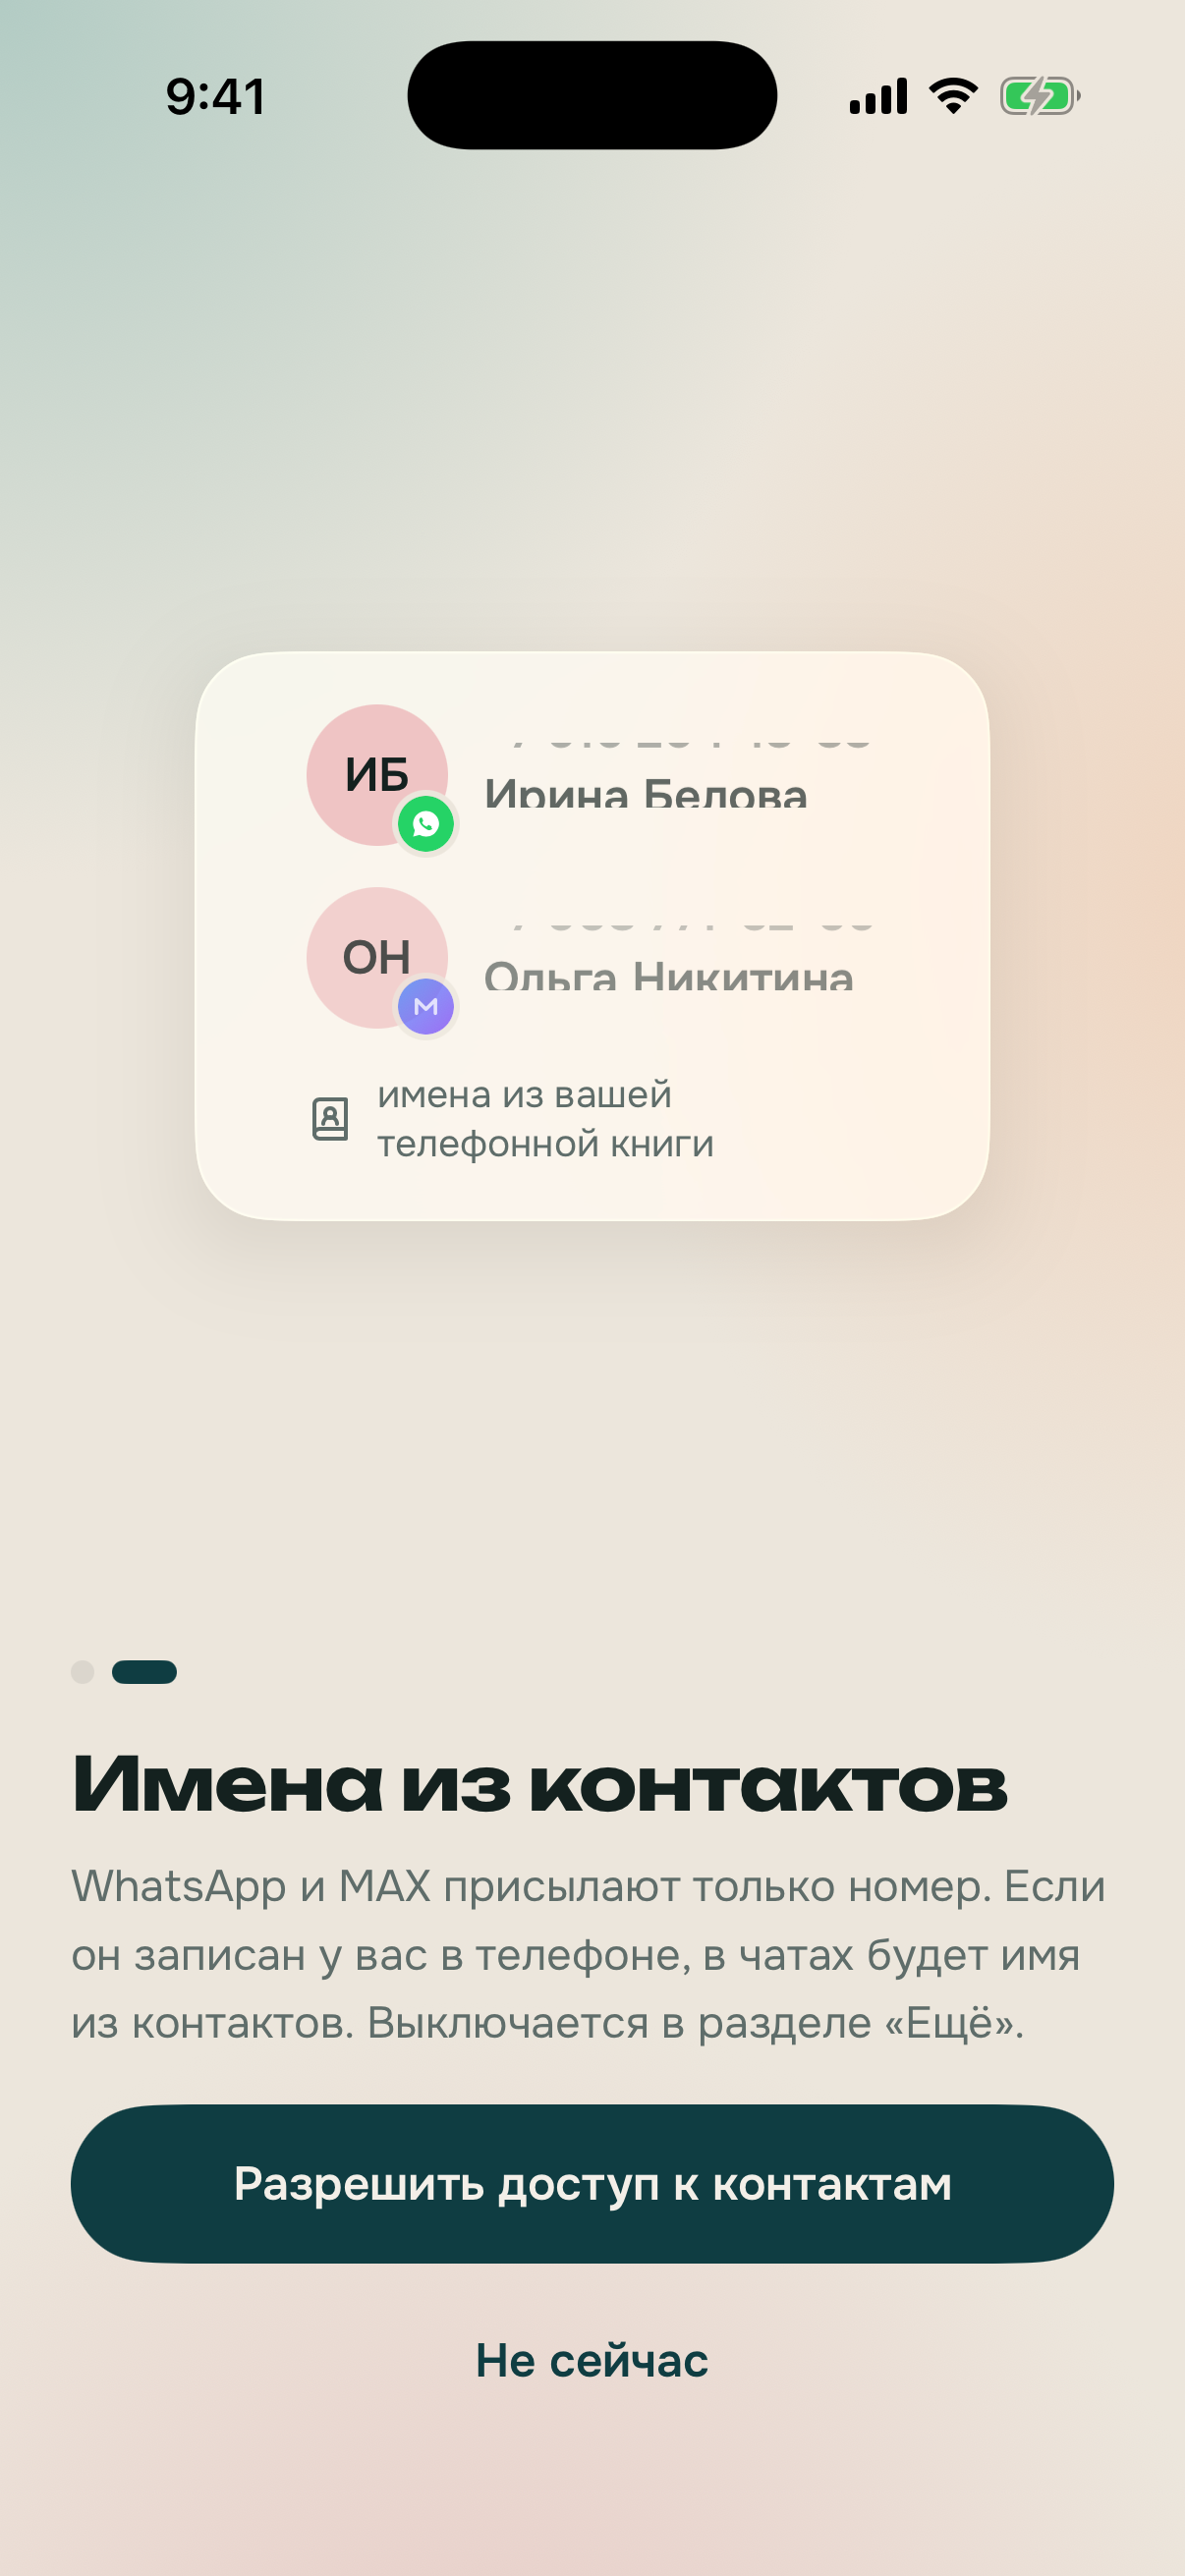 9:41
ИБ
Ирина Белова
ОН
Ольга Никитина
имена из вашей
телефонной книги
Имена из контактов
WhatsApp и MAX присылают только номер. Если
он записан у вас в телефоне, в чатах будет имя
из контактов. Выключается в разделе «Ещё».
Разрешить доступ к контактам
Не сейчас